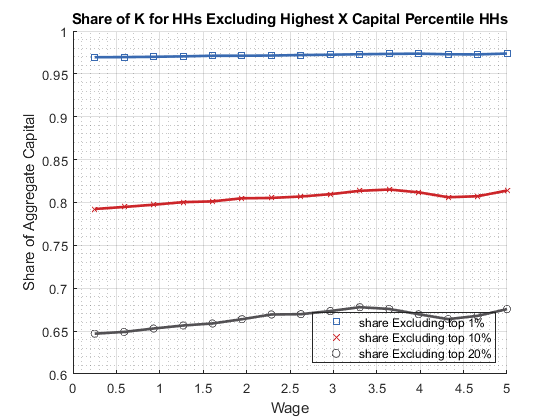 Share of K for HHs Excluding Highest X Capital Percentile HHs
1
0.95
0.9
0.85
0.8
0.75
0.7
0.65
0.6
Share of Aggregate Capital
share Excluding top 1%
share Excluding top 10%
share Excluding top 20%
0 0.5 1 1.5 2 2.5 3 3.5 4 4.5 5
Wage